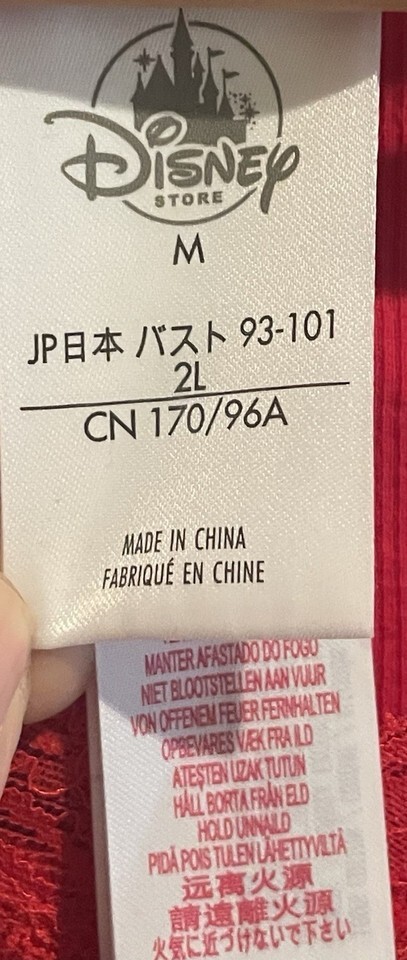 Disney
STORE
M
JP日本 バスト 93-101
2L
CN 170/96A
MADE IN CHINA
FABRIQUÉ EN CHINE
MANTER AFASTADO DO FOGO
NIET BLOOTSTELLEN AAN VUUR
VON OFFENEM FEUER FERNHALTEN
OPBEVARES VÆK FRA ILD
ATEŞTEN UZAK TUTUN
HÅLL BORTA FRÅN ELD
HOLD UNNA ILD
PIDÄ POIS TULEN LÄHETTYVILTÄ
远离火源
請遠離火源
火気に近づけないで下さい